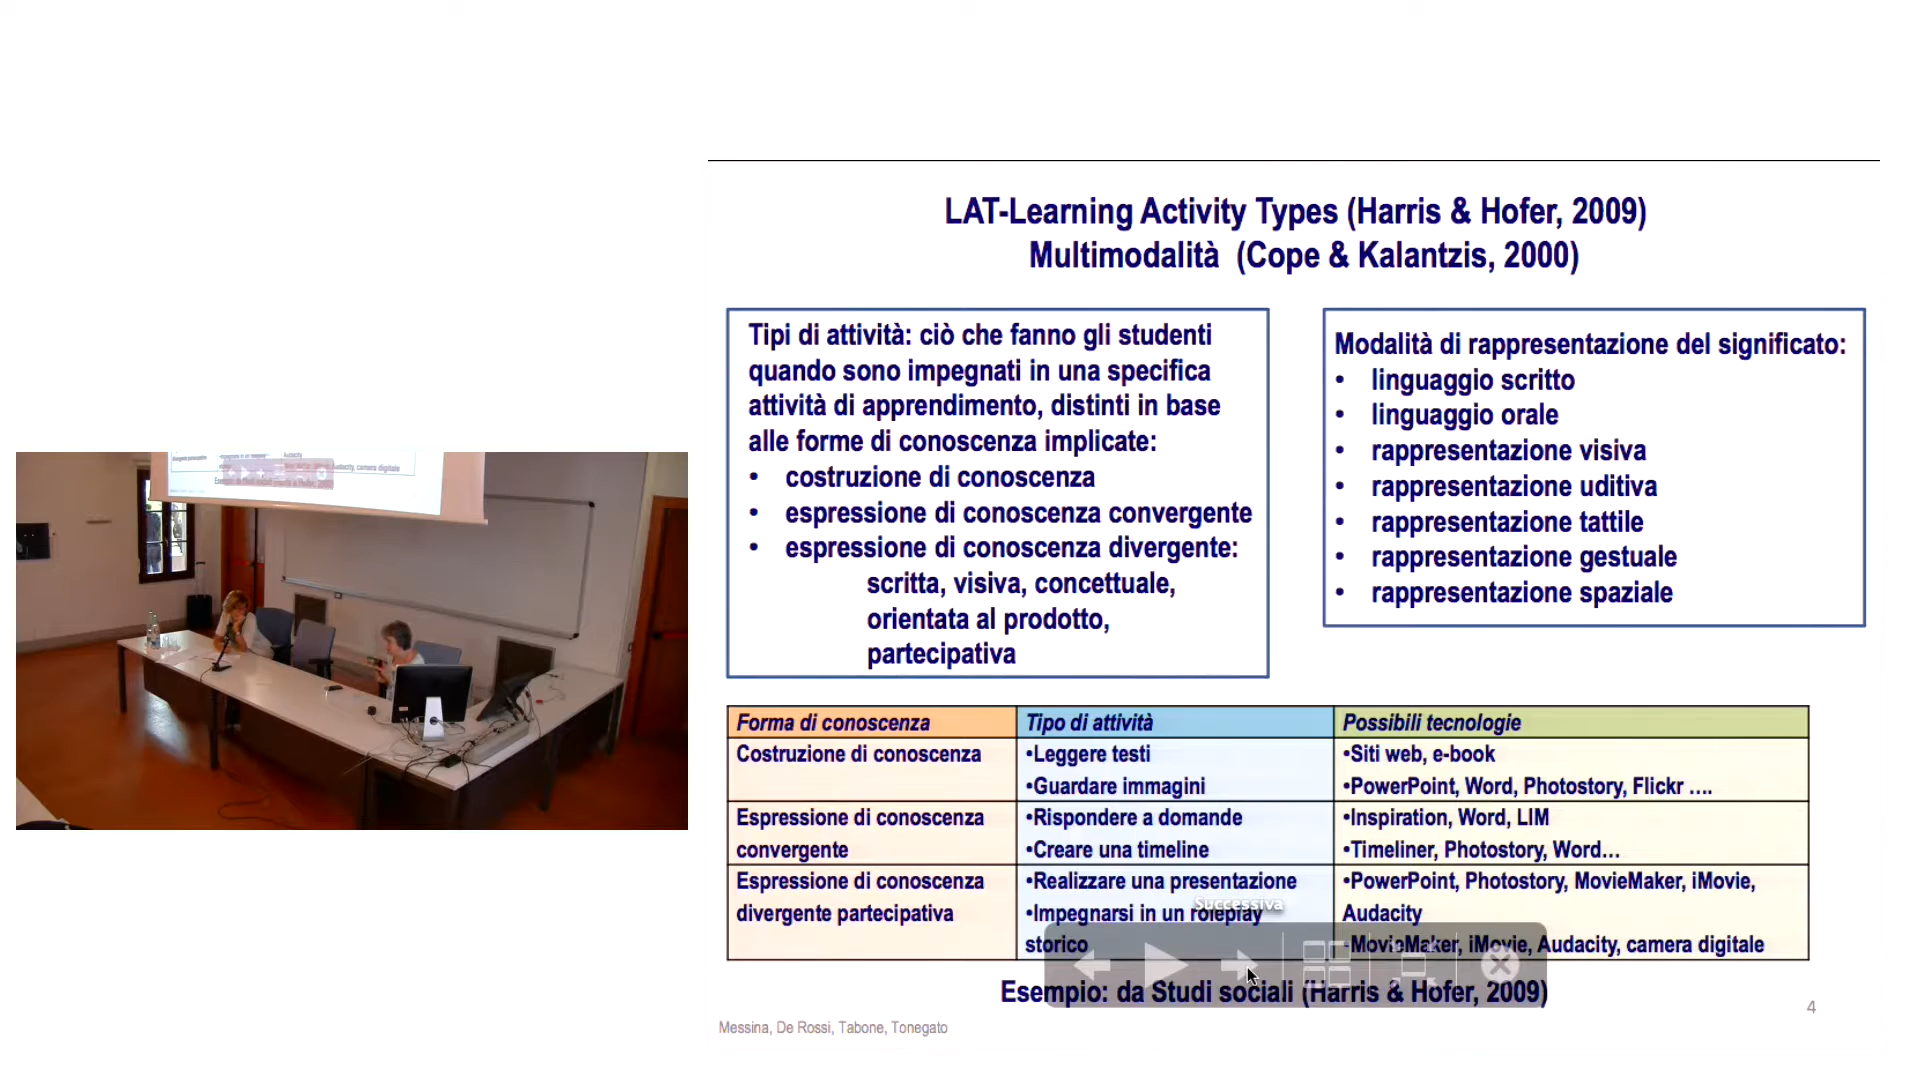 LAT-Learning Activity Types (Harris & Hofer, 2009)
Multimodalità (Cope & Kalantzis, 2000)
Tipi di attività: ciò che fanno gli studenti
quando sono impegnati in una specifica
attività di apprendimento, distinti in base
alle forme di conoscenza implicate:
• costruzione di conoscenza
• espressione di conoscenza convergente
• espressione di conoscenza divergente:
scritta, visiva, concettuale,
orientata al prodotto,
partecipativa
Modalità di rappresentazione del significato:
• linguaggio scritto
• linguaggio orale
• rappresentazione visiva
• rappresentazione uditiva
• rappresentazione tattile
• rappresentazione gestuale
• rappresentazione spaziale
Forma di conoscenza
Tipo di attività
Possibili tecnologie
Costruzione di conoscenza
•Leggere testi
•Guardare immagini
•Siti web, e-book
•PowerPoint, Word, Photostory, Flickr ....
Espressione di conoscenza
convergente
•Rispondere a domande
•Creare una timeline
•Inspiration, Word, LIM
•Timeliner, Photostory, Word…
Espressione di conoscenza
divergente partecipativa
•Realizzare una presentazione
•Impegnarsi in un roleplay
storico
•PowerPoint, Photostory, MovieMaker, iMovie,
Audacity
•MovieMaker, iMovie, Audacity, camera digitale
Successiva
Esempio: da Studi sociali (Harris & Hofer, 2009)
4
Messina, De Rossi, Tabone, Tonegato